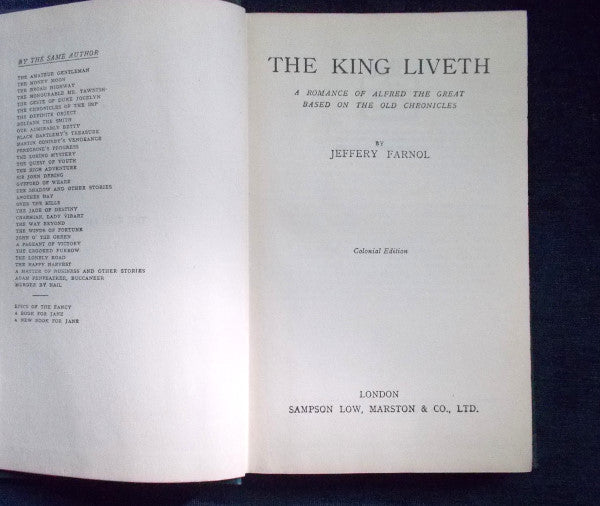 BY THE SAME AUTHOR
THE AMATEUR GENTLEMAN
THE MONEY MOON
THE BROAD HIGHWAY
THE HONOURABLE MR. TAWNISH
THE GESTE OF DUKE JOCELYN
THE CHRONICLES OF THE IMP
THE DEFINITE OBJECT
BELTANE THE SMITH
OUR ADMIRABLE BETTY
BLACK BARTLEMY'S TREASURE
MARTIN CONISBY'S VENGEANCE
PEREGRINE'S PROGRESS
THE LORING MYSTERY
THE QUEST OF YOUTH
THE HIGH ADVENTURE
SIR JOHN DERING
GYFFORD OF WEARE
THE SHADOW AND OTHER STORIES
ANOTHER DAY
OVER THE HILLS
THE JADE OF DESTINY
CHARMIAN, LADY VIBART
THE WAY BEYOND
THE WINDS OF FORTUNE
JOHN O' THE GREEN
A PAGEANT OF VICTORY
THE CROOKED FURROW
THE LONELY ROAD
THE HAPPY HARVEST
A MATTER OF BUSINESS AND OTHER STORIES
ADAM PENFEATHER, BUCCANEER
MURDER BY NAIL
EPICS OF THE FANCY
A BOOK FOR JANE
A NEW BOOK FOR JANE
THE KING LIVETH
A ROMANCE OF ALFRED THE GREAT
BASED ON THE OLD CHRONICLES
BY
JEFFERY FARNOL
Colonial Edition
LONDON
SAMPSON LOW, MARSTON & CO., LTD.